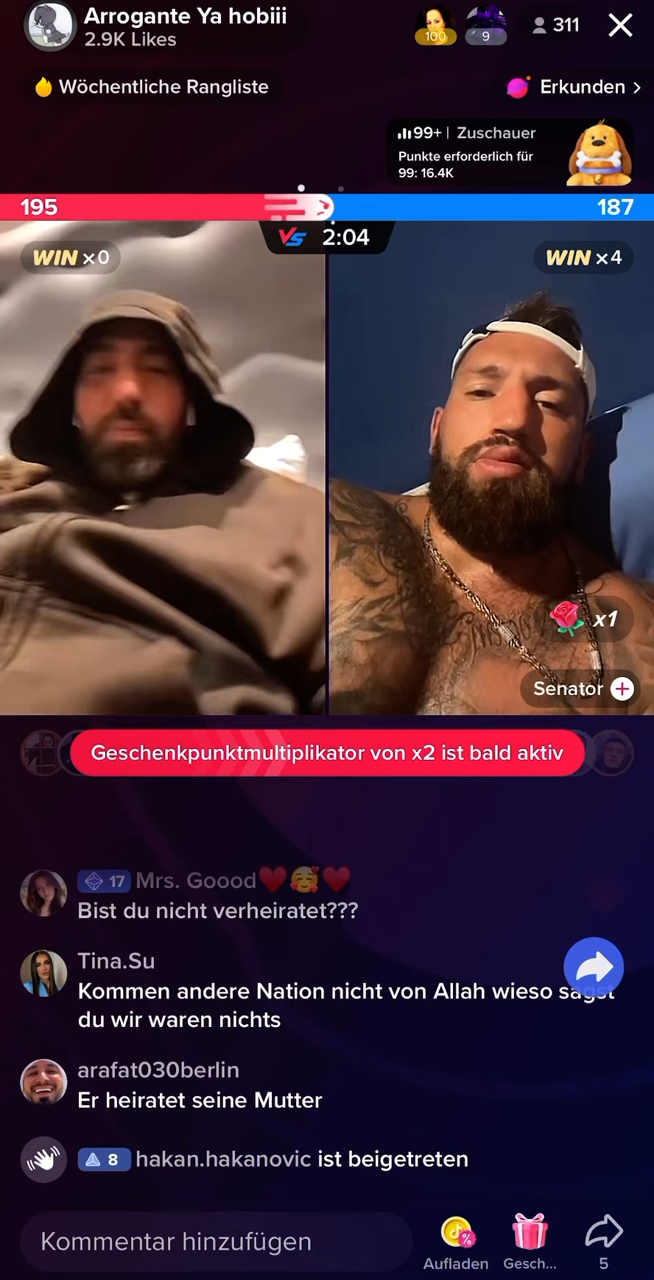 Arrogante Ya hobiii
2.9K Likes
100
9
311
Wöchentliche Rangliste
Erkunden >
99+ | Zuschauer
Punkte erforderlich für
99: 16.4K
195
187
VS 2:04
WIN x0
WIN x4
x1
Senator +
Geschenkpunktmultiplikator von x2 ist bald aktiv
17 Mrs. Goood❤️🥰❤️
Bist du nicht verheiratet???
Tina.Su
Kommen andere Nation nicht von Allah wieso sagst
du wir waren nichts
arafat030berlin
Er heiratet seine Mutter
8 hakan.hakanovic ist beigetreten
Kommentar hinzufügen
Aufladen
Gesch...
5